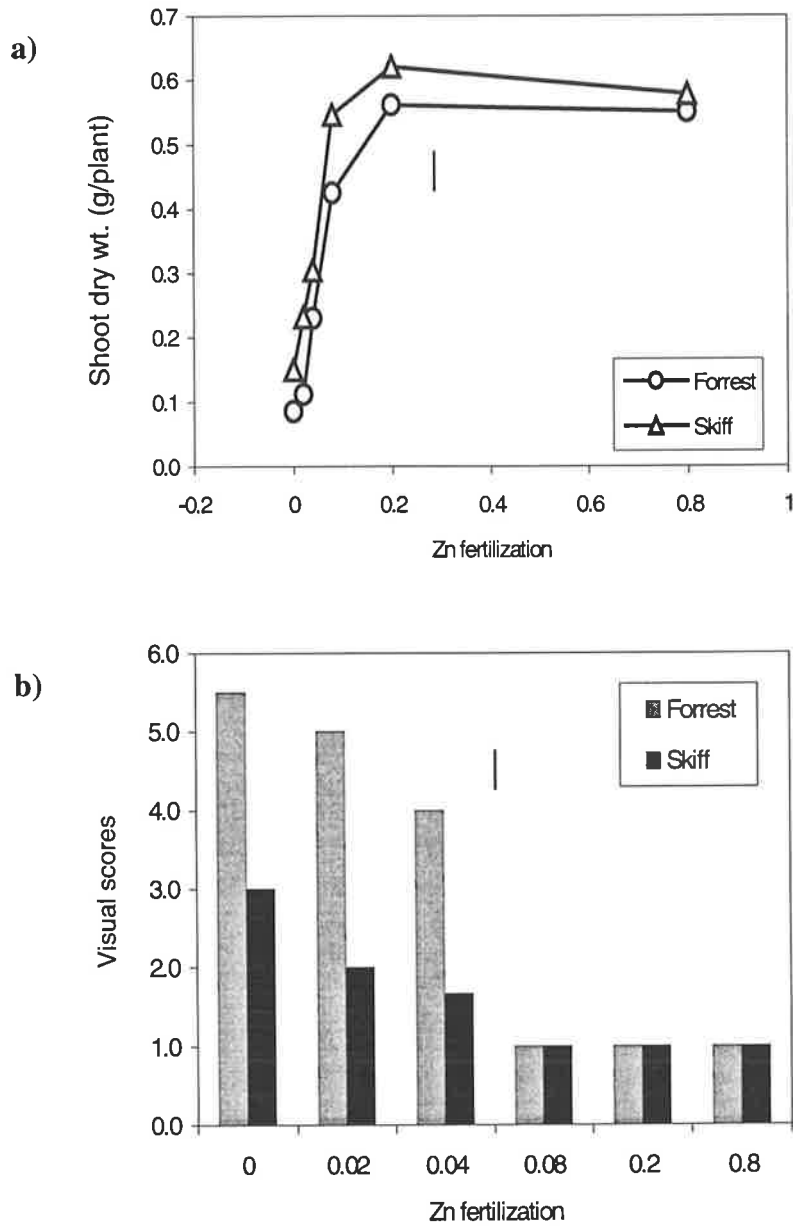 a)
Shoot dry wt. (g/plant)
0.7
0.6
0.5
0.4
0.3
0.2
0.1
0.0
-0.2 0 0.2 0.4 0.6 0.8 1
Zn fertilization
Forrest
Skiff
b)
Visual scores
6.0
5.0
4.0
3.0
2.0
1.0
0.0
0 0.02 0.04 0.08 0.2 0.8
Zn fertilization
Forrest
Skiff